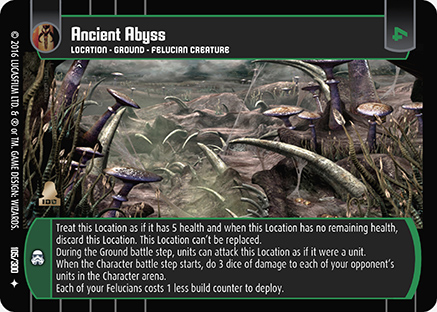 Ancient Abyss
LOCATION - GROUND - FELUCIAN CREATURE
4
© 2016 LUCASFILM LTD. & ® or TM. GAME DESIGN: WIZARDS.
105/300
100
Treat this Location as if it has 5 health and when this Location has no remaining health,
discard this Location. This Location can't be replaced.
During the Ground battle step, units can attack this Location as if it were a unit.
When the Character battle step starts, do 3 dice of damage to each of your opponent's
units in the Character arena.
Each of your Felucians costs 1 less build counter to deploy.